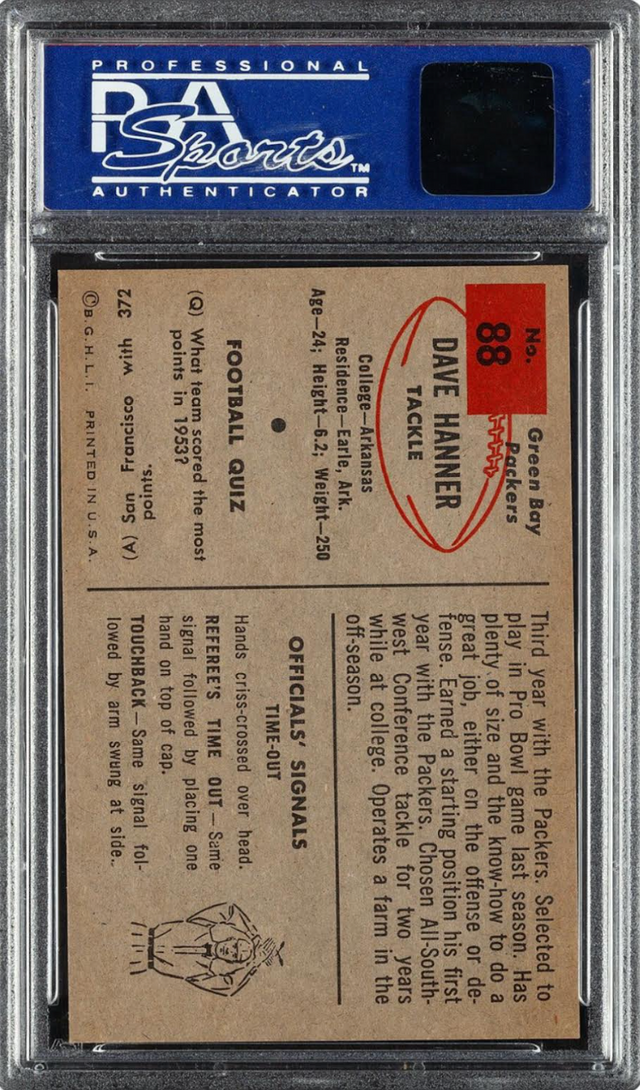 PROFESSIONAL
PSA
Sports™
AUTHENTICATOR
No.
88
Green Bay
Packers
DAVE HANNER
TACKLE
College—Arkansas
Residence—Earle, Ark.
Age—24; Height—6.2; Weight—250
FOOTBALL QUIZ
(Q) What team scored the most
points in 1953?
(A) San Francisco with 372
points.
©B.G.H.L.I. PRINTED IN U.S.A.
Third year with the Packers. Selected to
play in Pro Bowl game last season. Has
plenty of size and the know-how to do a
great job, either on the offense or de-
fense. Earned a starting position his first
year with the Packers. Chosen All-South-
west Conference tackle for two years
while at college. Operates a farm in the
off-season.
OFFICIALS' SIGNALS
TIME-OUT
Hands criss-crossed over head.
REFEREE'S TIME OUT—Same
signal followed by placing one
hand on top of cap.
TOUCHBACK—Same signal fol-
lowed by arm swung at side.